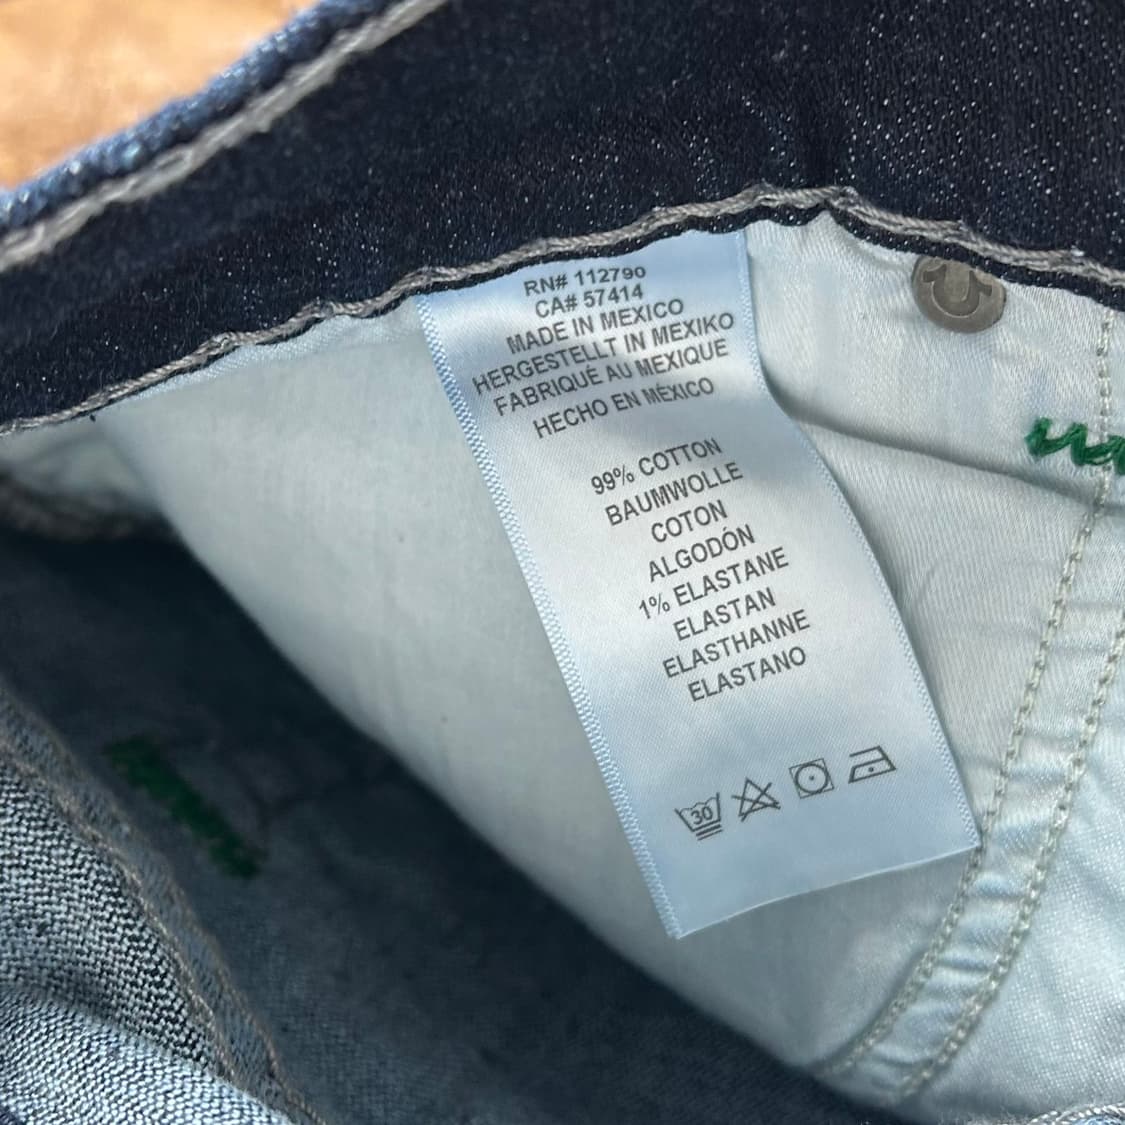 RN# 112790
CA# 57414
MADE IN MEXICO
HERGESTELLT IN MEXIKO
FABRIQUÉ AU MEXIQUE
HECHO EN MÉXICO
99% COTTON
BAUMWOLLE
COTON
ALGODÓN
1% ELASTANE
ELASTAN
ELASTHANNE
ELASTANO
30